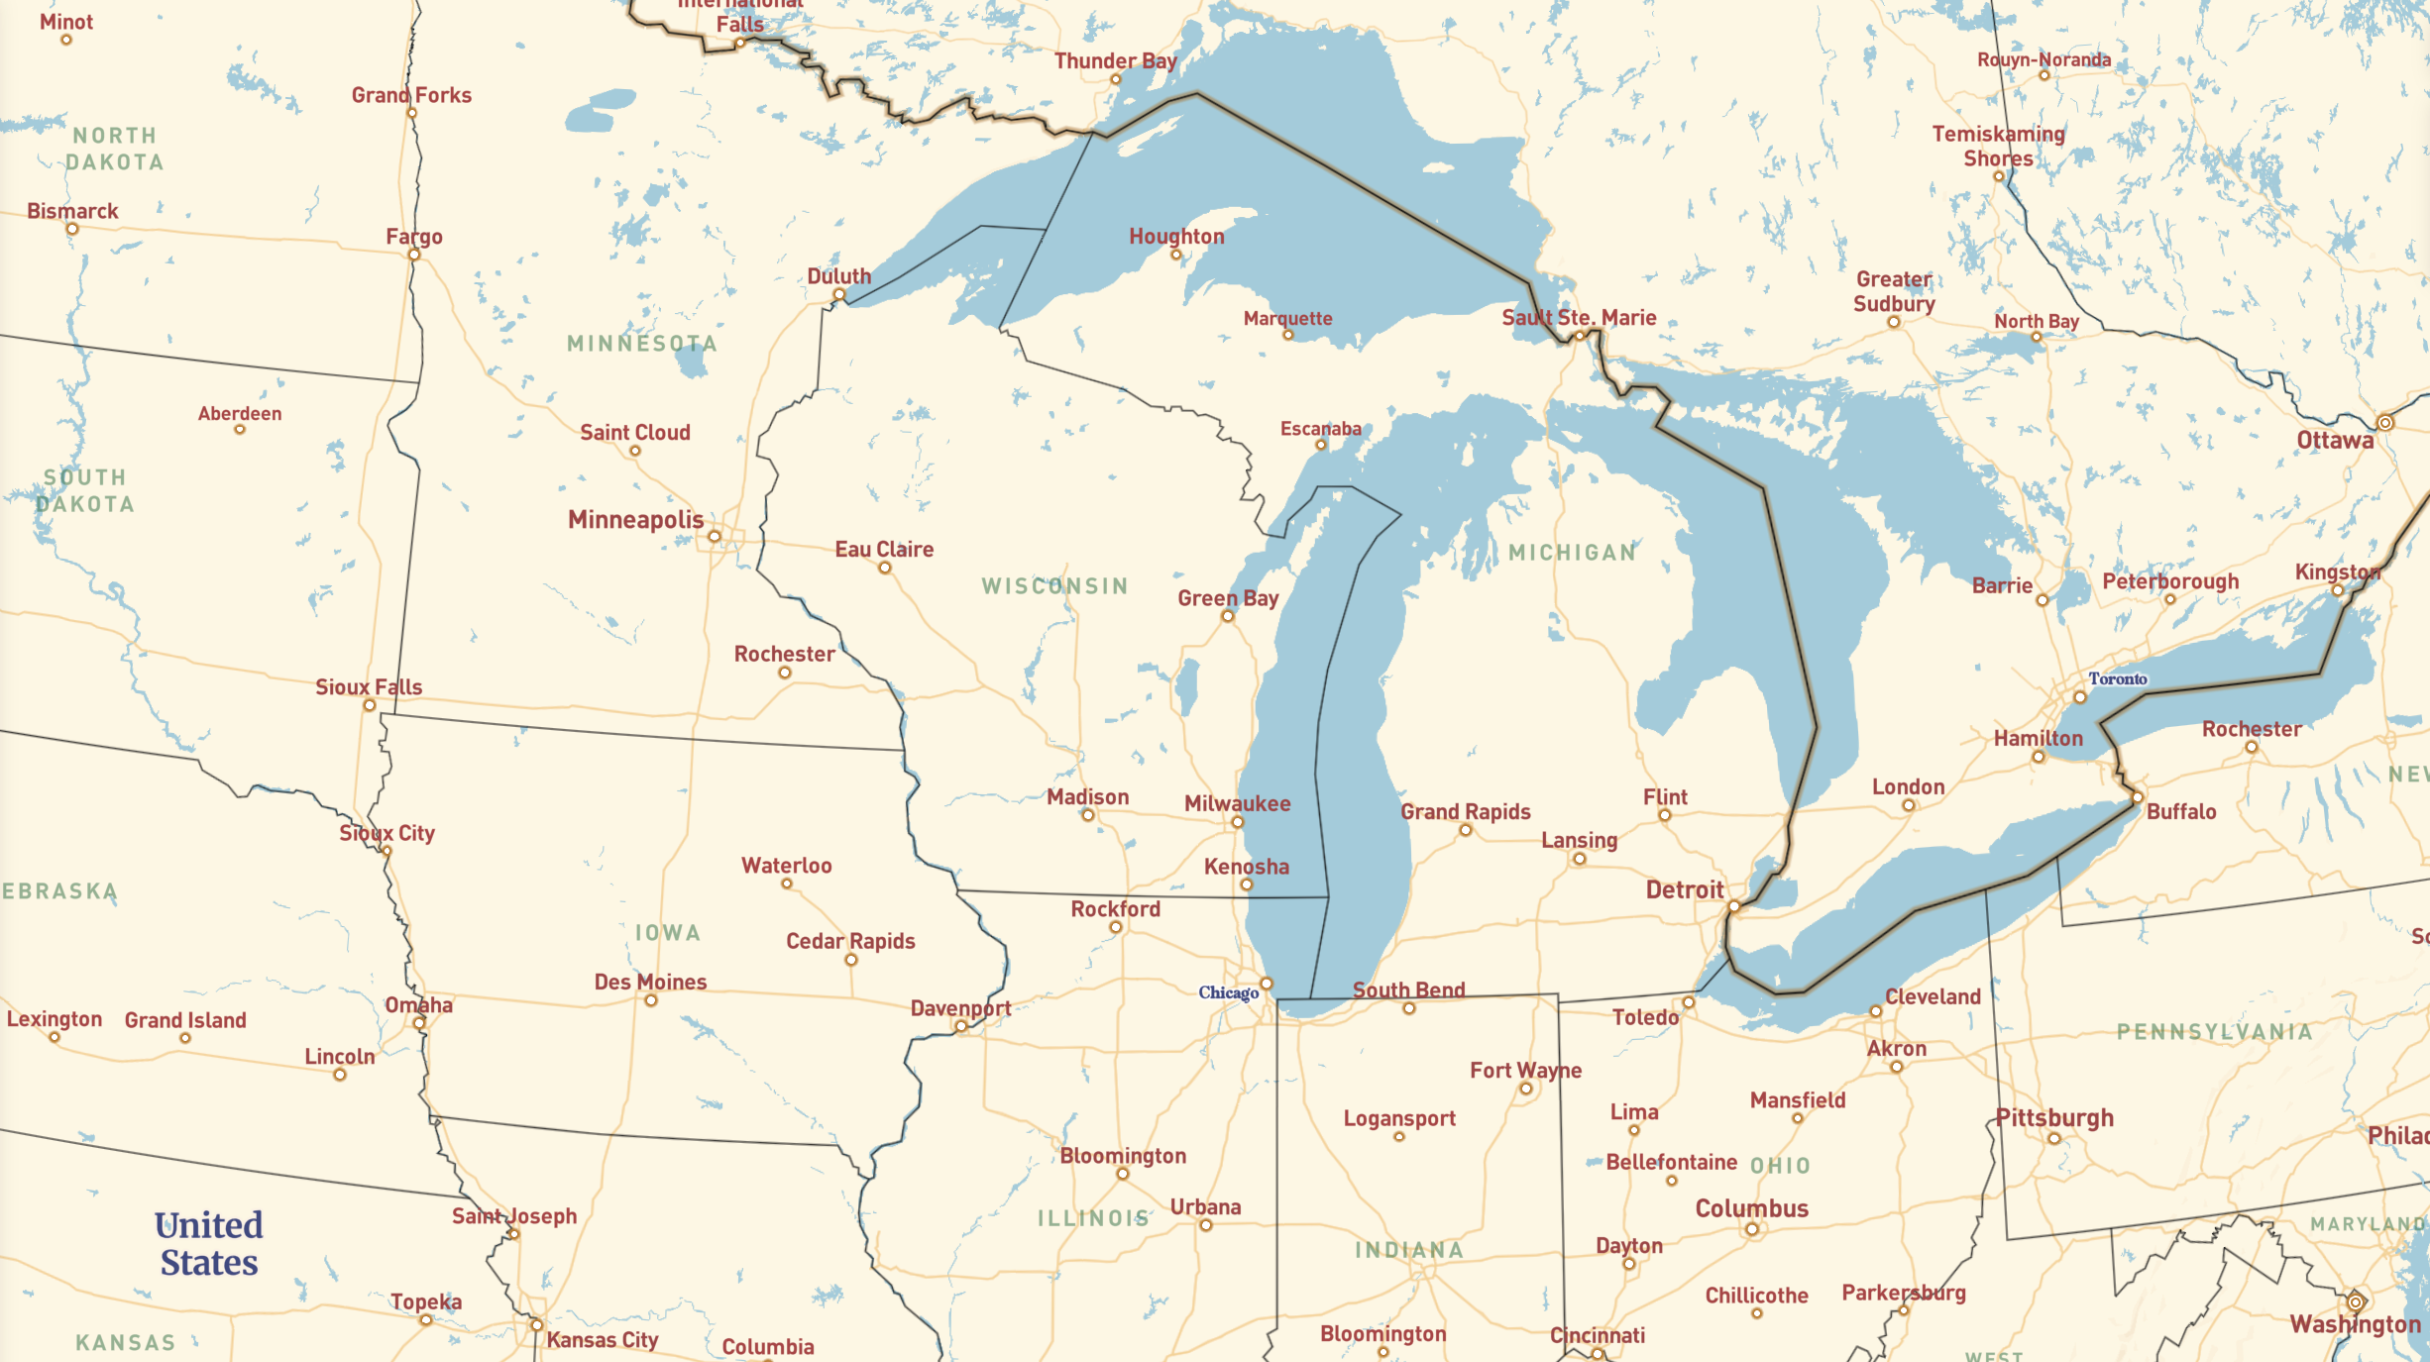 International
Falls
Minot
Thunder Bay
Rouyn-Noranda
Grand Forks
NORTH
DAKOTA
Temiskaming
Shores
Bismarck
Fargo
Houghton
Duluth
Greater
Sudbury
Marquette
Sault Ste. Marie
North Bay
MINNESOTA
Aberdeen
Saint Cloud
Escanaba
Ottawa
SOUTH
DAKOTA
Minneapolis
Eau Claire
MICHIGAN
WISCONSIN
Green Bay
Barrie
Peterborough
Kingston
Rochester
Sioux Falls
Toronto
Hamilton
Rochester
NEW
Madison
Milwaukee
Grand Rapids
Flint
London
Buffalo
Sioux City
Lansing
Waterloo
Kenosha
Detroit
EBRASKA
Rockford
IOWA
Cedar Rapids
Sc
Des Moines
Chicago
South Bend
Cleveland
Omaha
Davenport
Lexington
Grand Island
Toledo
PENNSYLVANIA
Lincoln
Akron
Fort Wayne
Logansport
Lima
Mansfield
Pittsburgh
Philad
Bloomington
Bellefontaine
OHIO
Saint Joseph
ILLINOIS
Urbana
Columbus
United
States
MARYLAND
INDIANA
Dayton
Topeka
Chillicothe
Parkersburg
Kansas City
KANSAS
Columbia
Bloomington
Cincinnati
Washington
WEST